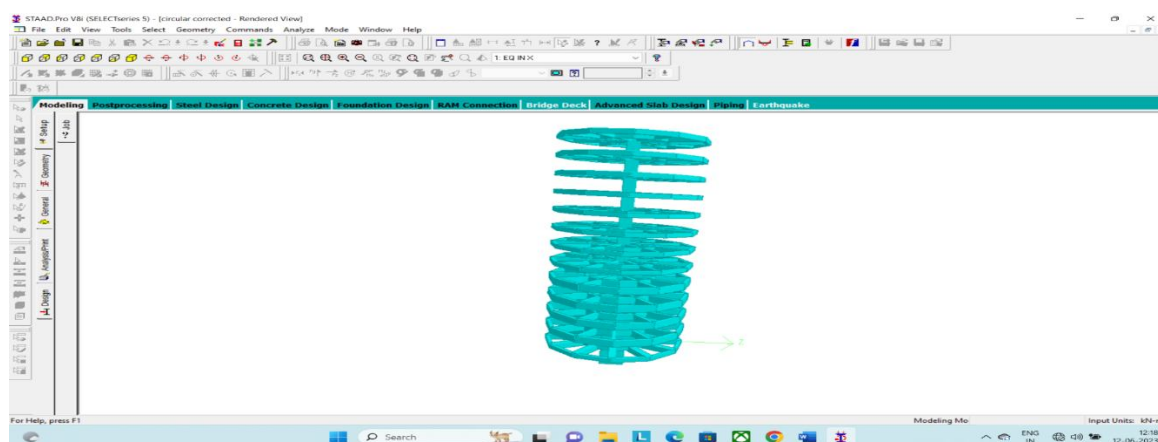 STAAD.Pro V8i (SELECTseries 5) - [circular corrected - Rendered View]
File Edit View Tools Select Geometry Commands Analyze Mode Window Help
1: EQ IN X
Modeling Postprocessing Steel Design Concrete Design Foundation Design RAM Connection Bridge Deck Advanced Slab Design Piping Earthquake
Setup
Job
Geometry
General
Analysis/Print
Design
For Help, press F1
Modeling Mo
Input Units: kN-
Search
ENG
IN
12:18